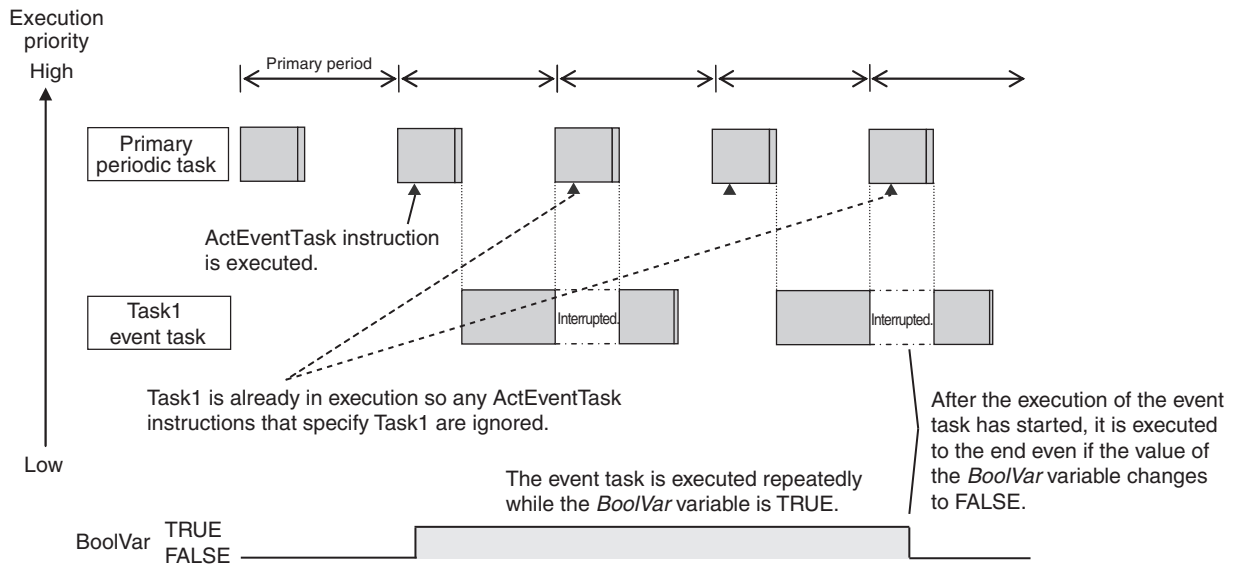 Execution
priority
High
Primary period
Primary
periodic task
ActEventTask instruction
is executed.
Task1
event task
Interrupted.
Interrupted.
Task1 is already in execution so any ActEventTask
instructions that specify Task1 are ignored.
After the execution of the event
task has started, it is executed
to the end even if the value of
the BoolVar variable changes
to FALSE.
Low
The event task is executed repeatedly
while the BoolVar variable is TRUE.
BoolVar
TRUE
FALSE